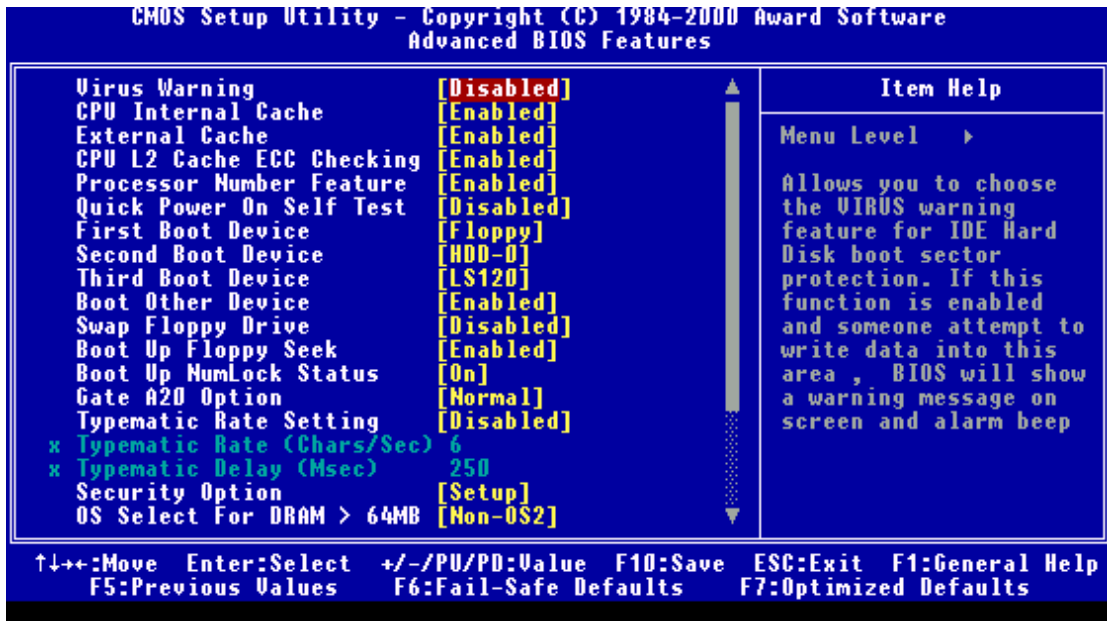 CMOS Setup Utility - Copyright (C) 1984-2000 Award Software
Advanced BIOS Features
Virus Warning [Disabled]
CPU Internal Cache [Enabled]
External Cache [Enabled]
CPU L2 Cache ECC Checking [Enabled]
Processor Number Feature [Enabled]
Quick Power On Self Test [Disabled]
First Boot Device [Floppy]
Second Boot Device [HDD-0]
Third Boot Device [LS120]
Boot Other Device [Enabled]
Swap Floppy Drive [Disabled]
Boot Up Floppy Seek [Enabled]
Boot Up NumLock Status [On]
Gate A20 Option [Normal]
Typematic Rate Setting [Disabled]
x Typematic Rate (Chars/Sec) 6
x Typematic Delay (Msec) 250
Security Option [Setup]
OS Select For DRAM > 64MB [Non-OS2]
Item Help
Menu Level ▸
Allows you to choose
the VIRUS warning
feature for IDE Hard
Disk boot sector
protection. If this
function is enabled
and someone attempt to
write data into this
area , BIOS will show
a warning message on
screen and alarm beep
↑↓→←:Move Enter:Select +/-/PU/PD:Value F10:Save ESC:Exit F1:General Help
F5:Previous Values F6:Fail-Safe Defaults F7:Optimized Defaults